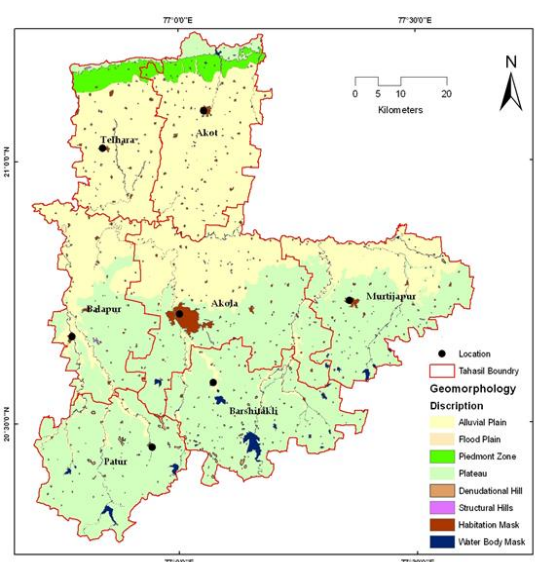 77°0'0"E 77°30'0"E
N
0 5 10 20
Kilometers
Akot
Telhara
21°0'0"N
Murtijapur
Akola
Balapur
Location
Tahasil Boundry
Geomorphology
Discription
Barshitakli
Alluvial Plain
20°30'0"N
Flood Plain
Piedmont Zone
Patur
Plateau
Denudational Hill
Structural Hills
Habitation Mask
Water Body Mask